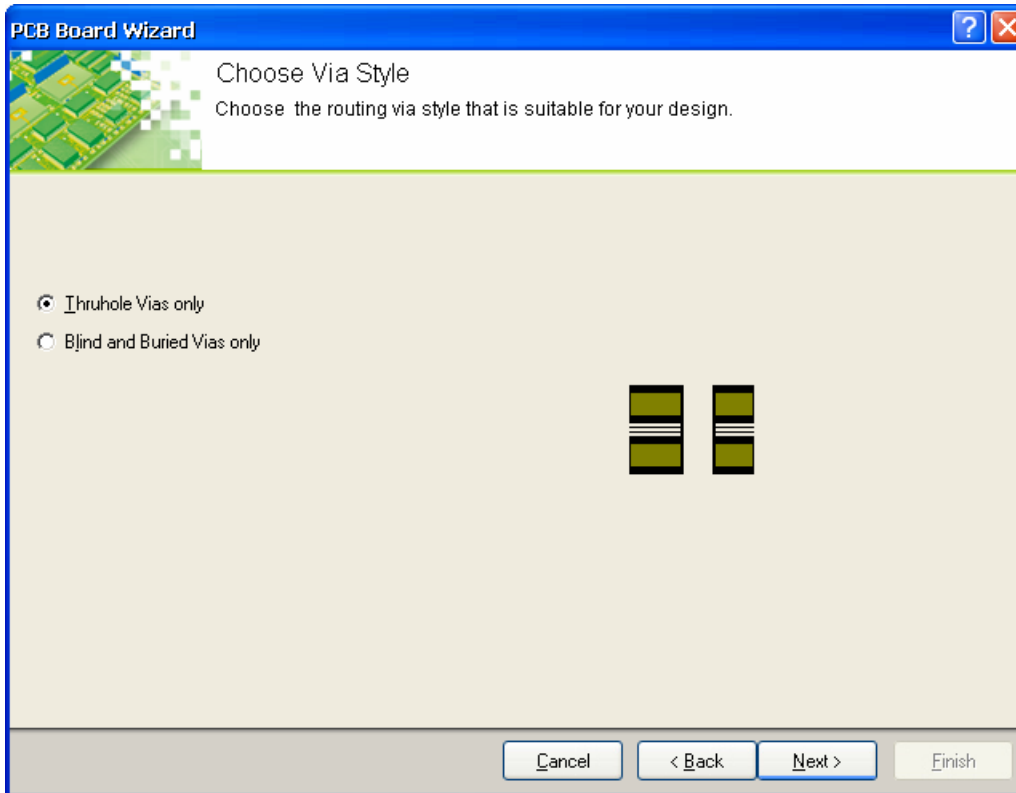 PCB Board Wizard
Choose Via Style
Choose the routing via style that is suitable for your design.
Thruhole Vias only
Blind and Buried Vias only
Cancel
< Back
Next >
Finish